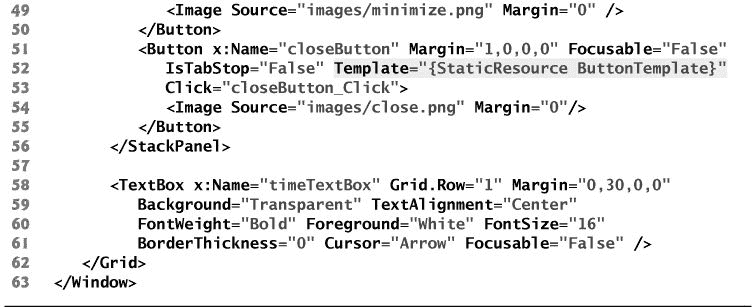 49 <Image Source="images/minimize.png" Margin="0" />
50 </Button>
51 <Button x:Name="closeButton" Margin="1,0,0,0" Focusable="False"
52 IsTabStop="False" Template="{StaticResource ButtonTemplate}"
53 Click="closeButton_Click">
54 <Image Source="images/close.png" Margin="0"/>
55 </Button>
56 </StackPanel>
57
58 <TextBox x:Name="timeTextBox" Grid.Row="1" Margin="0,30,0,0"
59 Background="Transparent" TextAlignment="Center"
60 FontWeight="Bold" Foreground="White" FontSize="16"
61 BorderThickness="0" Cursor="Arrow" Focusable="False" />
62 </Grid>
63 </Window>